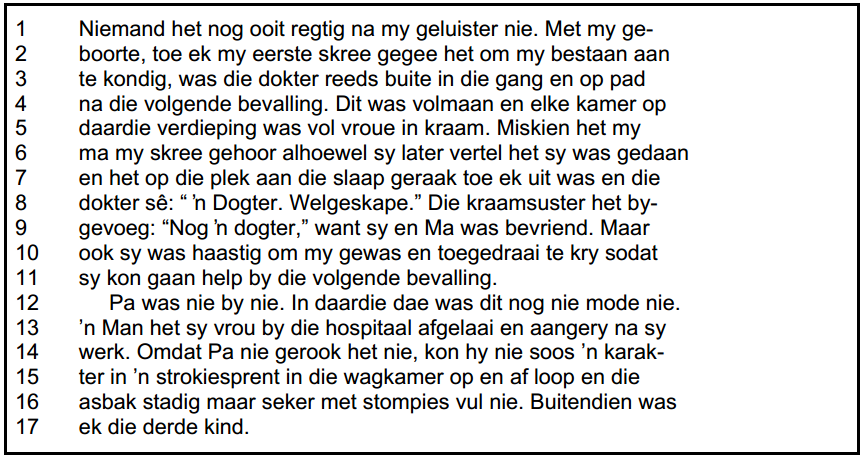 1 Niemand het nog ooit regtig na my geluister nie. Met my ge-
2 boorte, toe ek my eerste skree gegee het om my bestaan aan
3 te kondig, was die dokter reeds buite in die gang en op pad
4 na die volgende bevalling. Dit was volmaan en elke kamer op
5 daardie verdieping was vol vroue in kraam. Miskien het my
6 ma my skree gehoor alhoewel sy later vertel het sy was gedaan
7 en het op die plek aan die slaap geraak toe ek uit was en die
8 dokter sê: “ ’n Dogter. Welgeskape.” Die kraamsuster het by-
9 gevoeg: “Nog ’n dogter,” want sy en Ma was bevriend. Maar
10 ook sy was haastig om my gewas en toegedraai te kry sodat
11 sy kon gaan help by die volgende bevalling.
12 Pa was nie by nie. In daardie dae was dit nog nie mode nie.
13 ’n Man het sy vrou by die hospitaal afgelaai en aangery na sy
14 werk. Omdat Pa nie gerook het nie, kon hy nie soos ’n karak-
15 ter in ’n strokiesprent in die wagkamer op en af loop en die
16 asbak stadig maar seker met stompies vul nie. Buitendien was
17 ek die derde kind.